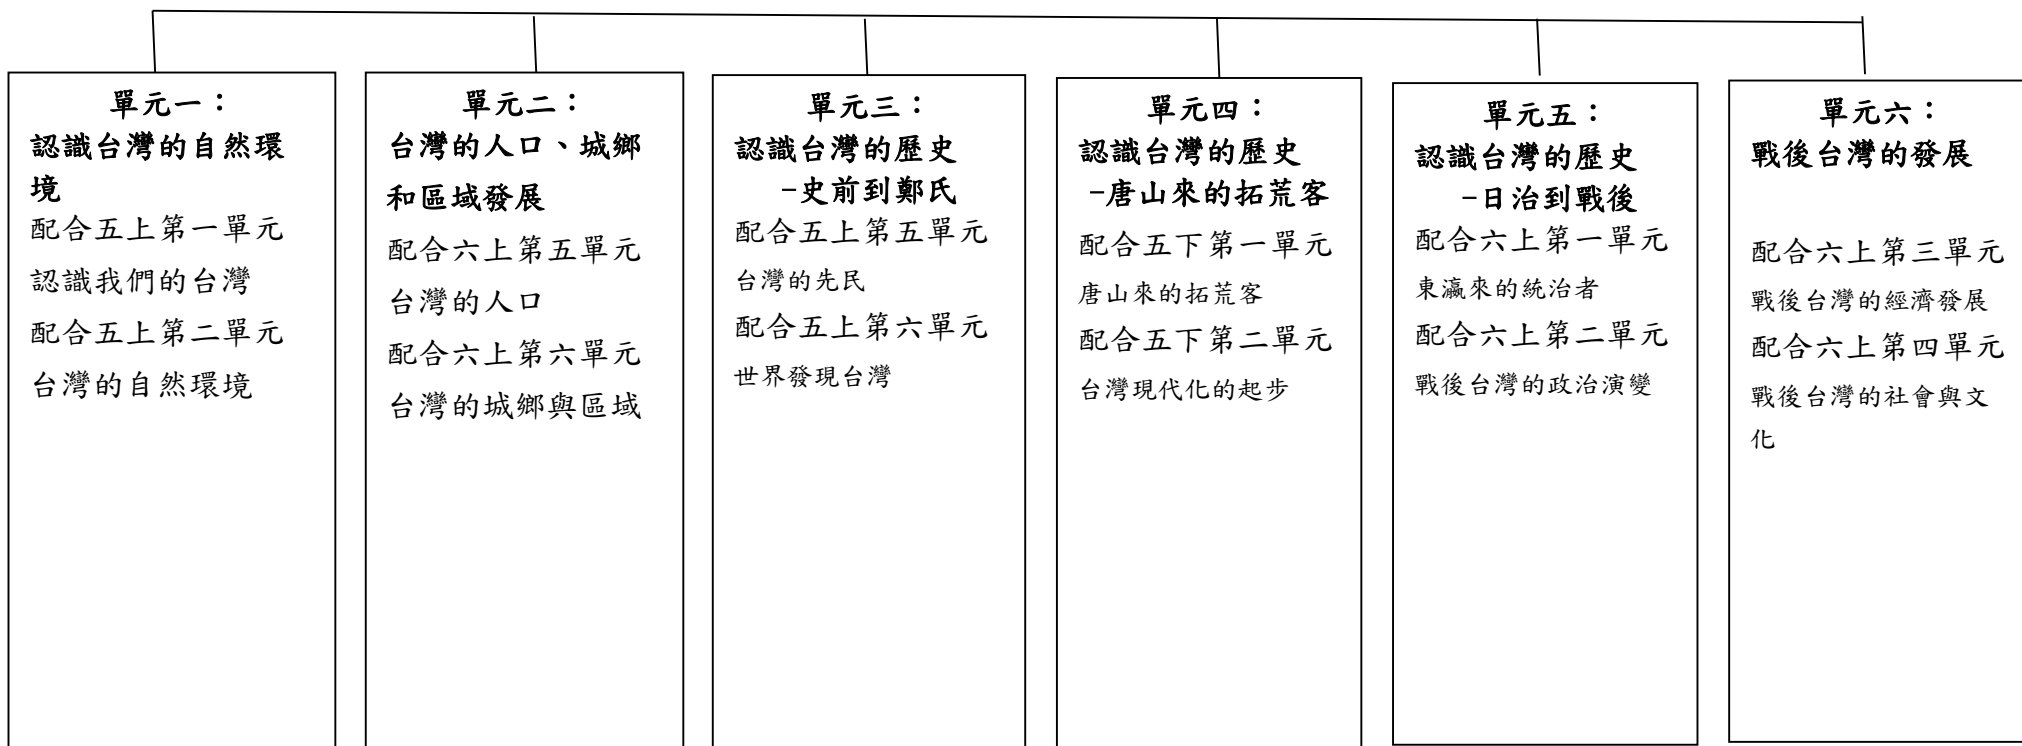 單元一：
認識台灣的自然環
境
配合五上第一單元
認識我們的台灣
配合五上第二單元
台灣的自然環境
單元二：
台灣的人口、城鄉
和區域發展
配合六上第五單元
台灣的人口
配合六上第六單元
台灣的城鄉與區域
單元三：
認識台灣的歷史
-史前到鄭氏
配合五上第五單元
台灣的先民
配合五上第六單元
世界發現台灣
單元四：
認識台灣的歷史
-唐山來的拓荒客
配合五下第一單元
唐山來的拓荒客
配合五下第二單元
台灣現代化的起步
單元五：
認識台灣的歷史
-日治到戰後
配合六上第一單元
東瀛來的統治者
配合六上第二單元
戰後台灣的政治演變
單元六：
戰後台灣的發展
配合六上第三單元
戰後台灣的經濟發展
配合六上第四單元
戰後台灣的社會與文
化